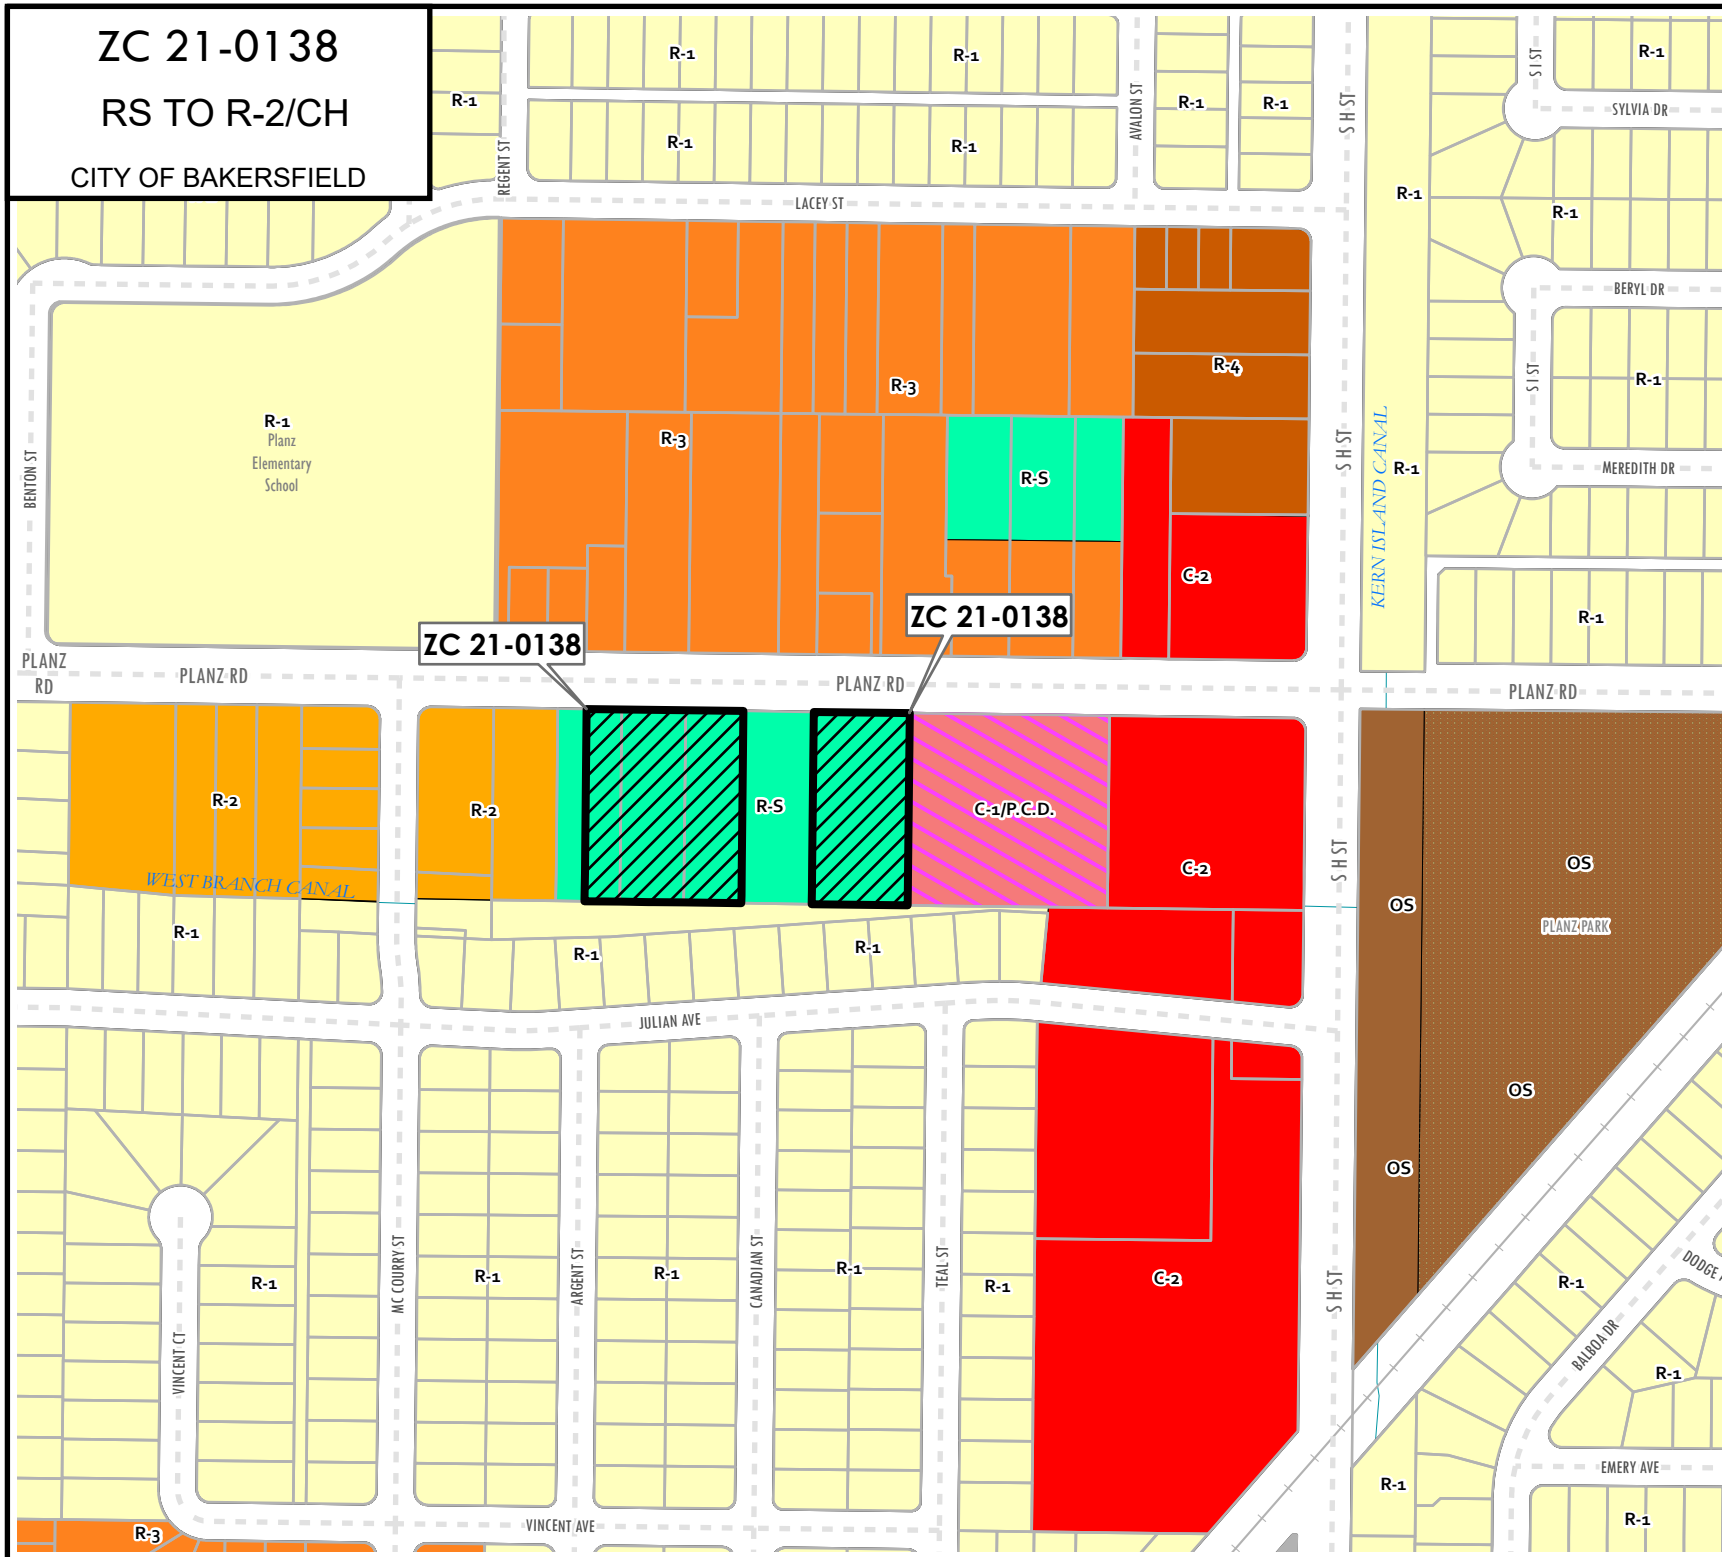 ZC 21-0138
RS TO R-2/CH
CITY OF BAKERSFIELD
R-1
R-1
R-1
R-1
R-1
R-1
R-1
REGENT ST
AVALON ST
S H ST
S I ST
R-1
SYLVIA DR
LACEY ST
R-1
R-1
BERYL DR
R-1
S I ST
MEREDITH DR
R-1
R-1
KERN ISLAND CANAL
S H ST
R-1
Planz
Elementary
School
BENTON ST
R-3
R-3
R-4
R-S
C-2
ZC 21-0138
ZC 21-0138
PLANZ
RD
PLANZ RD
PLANZ RD
PLANZ RD
R-2
R-2
R-S
C-1/P.C.D.
C-2
S H ST
OS
OS
PLANZ PARK
OS
OS
WEST BRANCH CANAL
R-1
R-1
R-1
JULIAN AVE
MC COURRY ST
ARGENT ST
CANADIAN ST
TEAL ST
S H ST
R-1
R-1
R-1
R-1
R-1
C-2
R-1
DODGE
BALBOA DR
R-1
VINCENT CT
VINCENT AVE
R-3
R-1
EMERY AVE
R-1